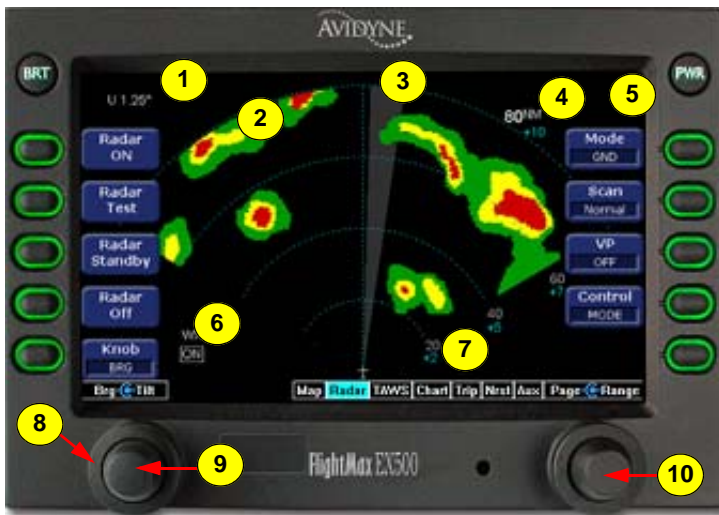 AVIDYNE
BRT
PWR
1
2
3
4
5
U 1.25°
80NM
+10
Radar ON
Mode
GND
Radar Test
Scan
Normal
Radar Standby
VP
OFF
60
+7
Radar Off
Control
MODE
40
+5
6
ON
20
+2
7
Knob
BRG
Brg Tilt
Map Radar TAWS Chart Trip Nrst Aux Page Range
8
9
FlightMax EX500
10